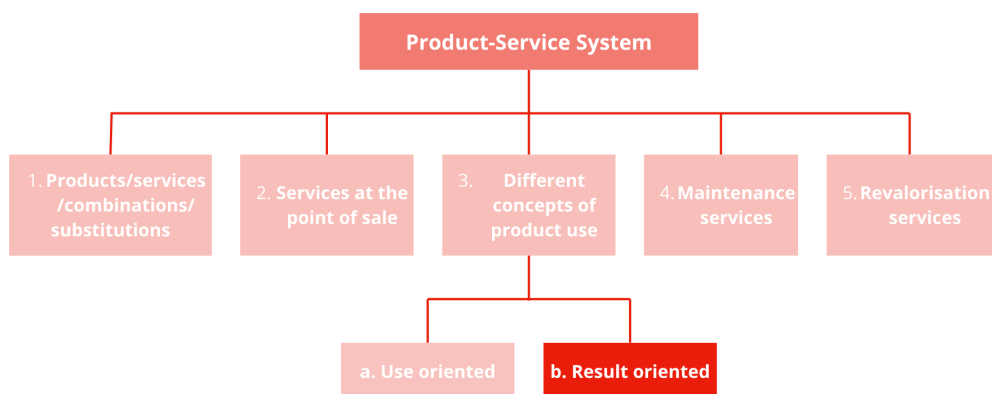 Product-Service System
1. Products/services
/combinations/
substitutions
2. Services at the
point of sale
3. Different
concepts of
product use
4. Maintenance
services
5. Revalorisation
services
a. Use oriented
b. Result oriented